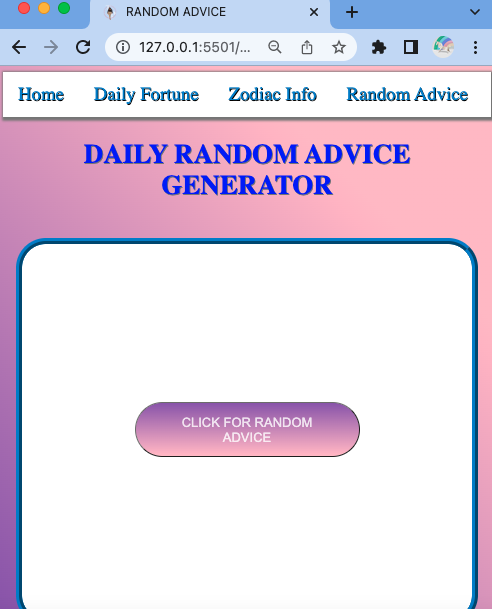 RANDOM ADVICE
127.0.0.1:5501/...
Home Daily Fortune Zodiac Info Random Advice
DAILY RANDOM ADVICE
GENERATOR
CLICK FOR RANDOM
ADVICE